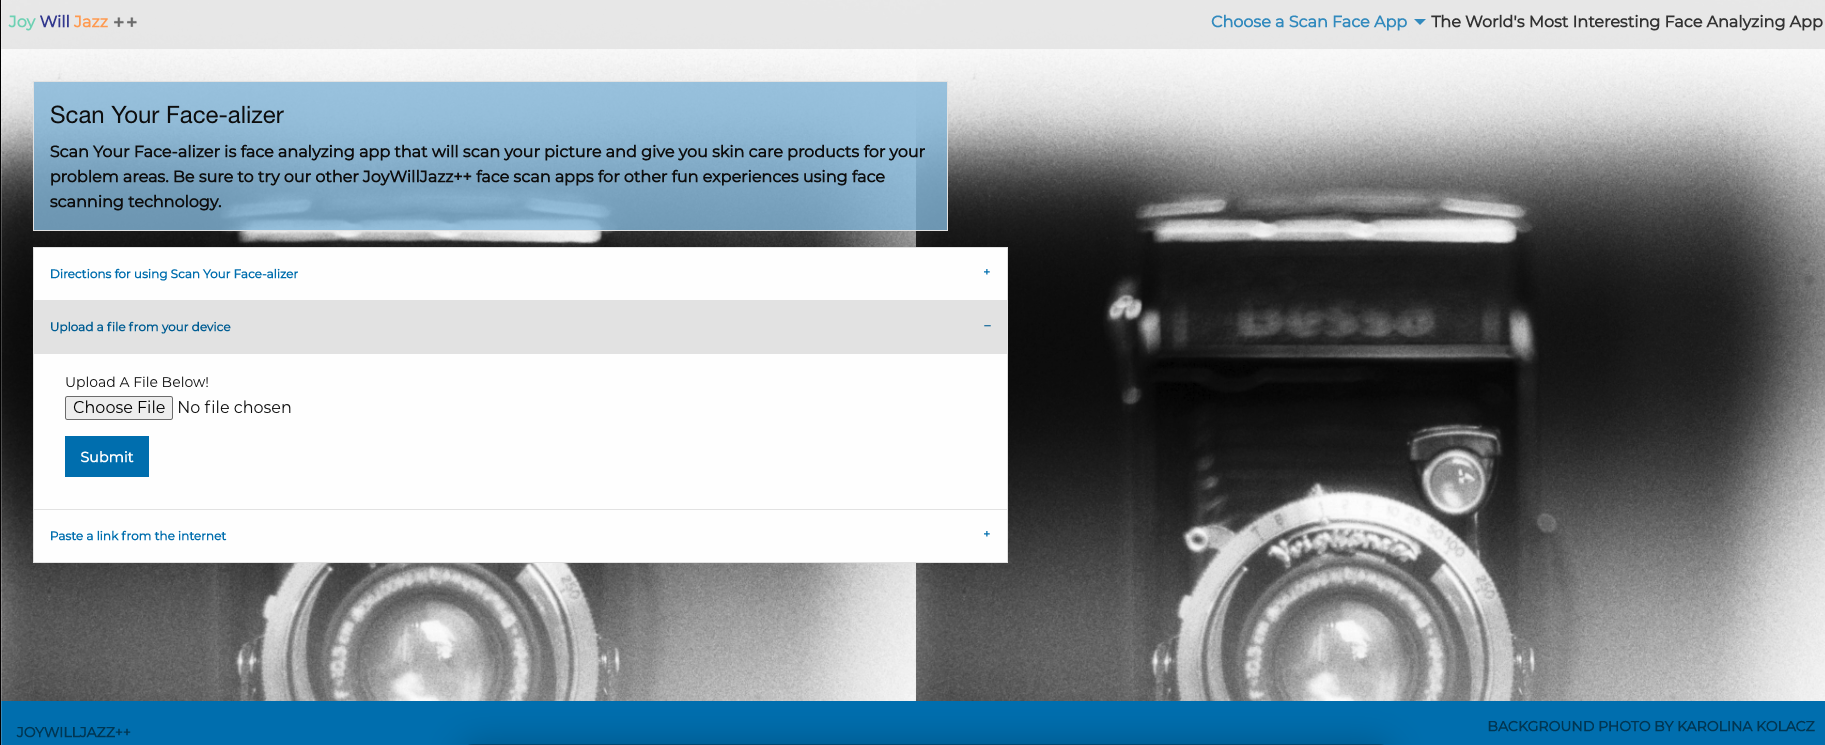 Joy Will Jazz ++
Choose a Scan Face App
The World's Most Interesting Face Analyzing App
Scan Your Face-alizer
Scan Your Face-alizer is face analyzing app that will scan your picture and give you skin care products for your
problem areas. Be sure to try our other JoyWillJazz++ face scan apps for other fun experiences using face
scanning technology.
Directions for using Scan Your Face-alizer +
Upload a file from your device −
Upload A File Below!
Choose File No file chosen
Submit
Paste a link from the internet +
Voigtländer
250
250
JOYWILLJAZZ++
BACKGROUND PHOTO BY KAROLINA KOLACZ